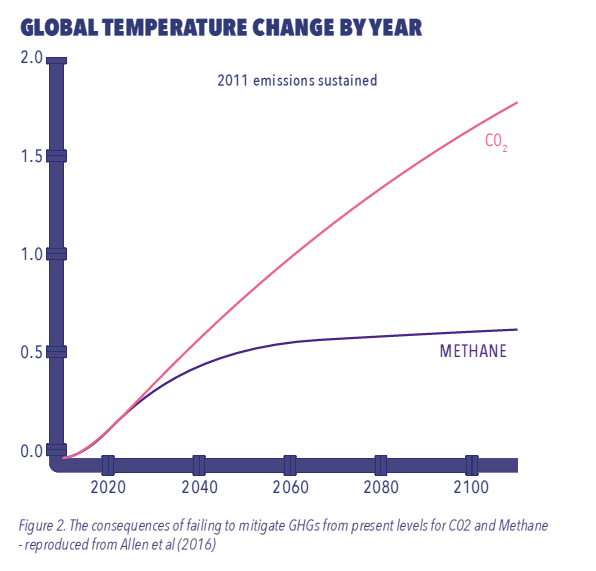 GLOBAL TEMPERATURE CHANGE BY YEAR
2.0
2011 emissions sustained
CO₂
1.5
1.0
0.5
METHANE
0.0
2020 2040 2060 2080 2100
Figure 2. The consequences of failing to mitigate GHGs from present levels for CO2 and Methane
- reproduced from Allen et al (2016)